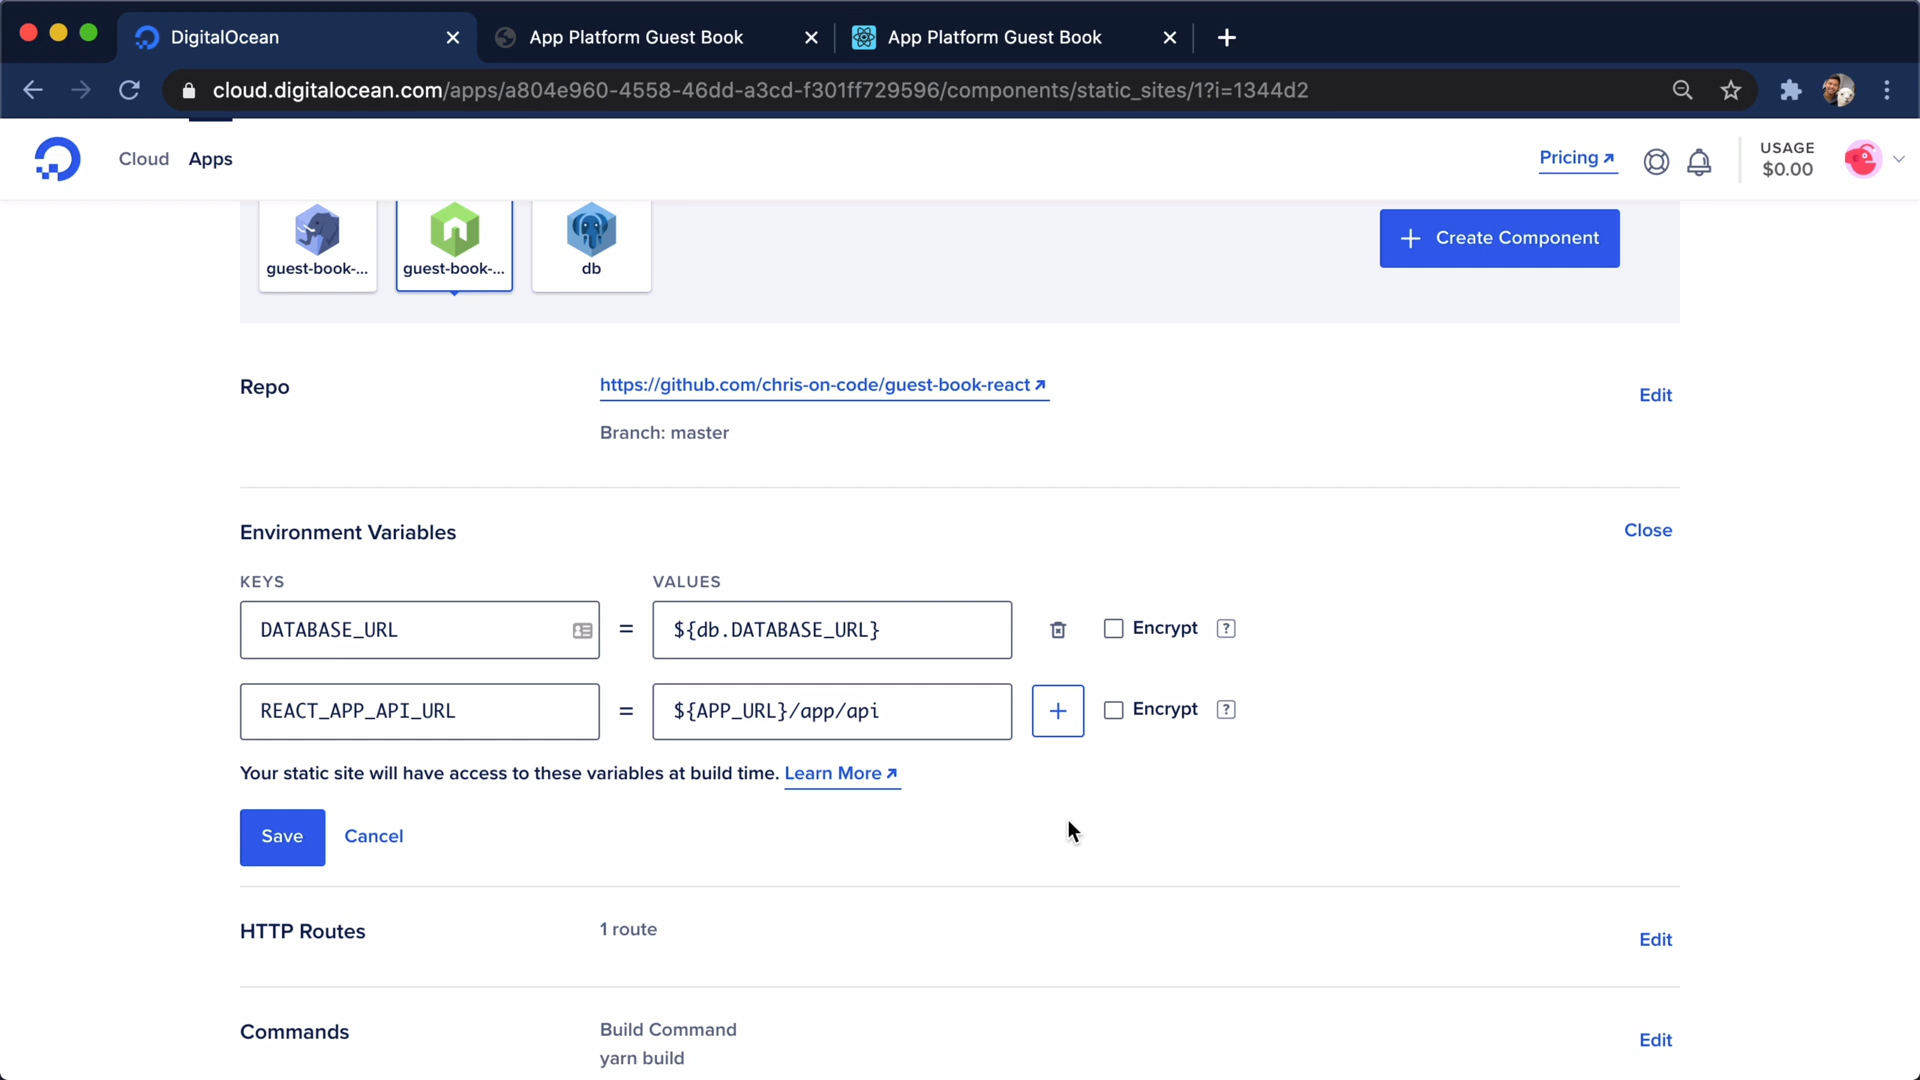 DigitalOcean
App Platform Guest Book
App Platform Guest Book
cloud.digitalocean.com/apps/a804e960-4558-46dd-a3cd-f301ff729596/components/static_sites/1?i=1344d2
Cloud
Apps
Pricing
USAGE
$0.00
guest-book-...
guest-book-...
db
+ Create Component
Repo
https://github.com/chris-on-code/guest-book-react
Edit
Branch: master
Environment Variables
Close
KEYS
VALUES
DATABASE_URL = ${db.DATABASE_URL} Encrypt ?
REACT_APP_API_URL = ${APP_URL}/app/api + Encrypt ?
Your static site will have access to these variables at build time. Learn More
Save
Cancel
HTTP Routes
1 route
Edit
Commands
Build Command
yarn build
Edit